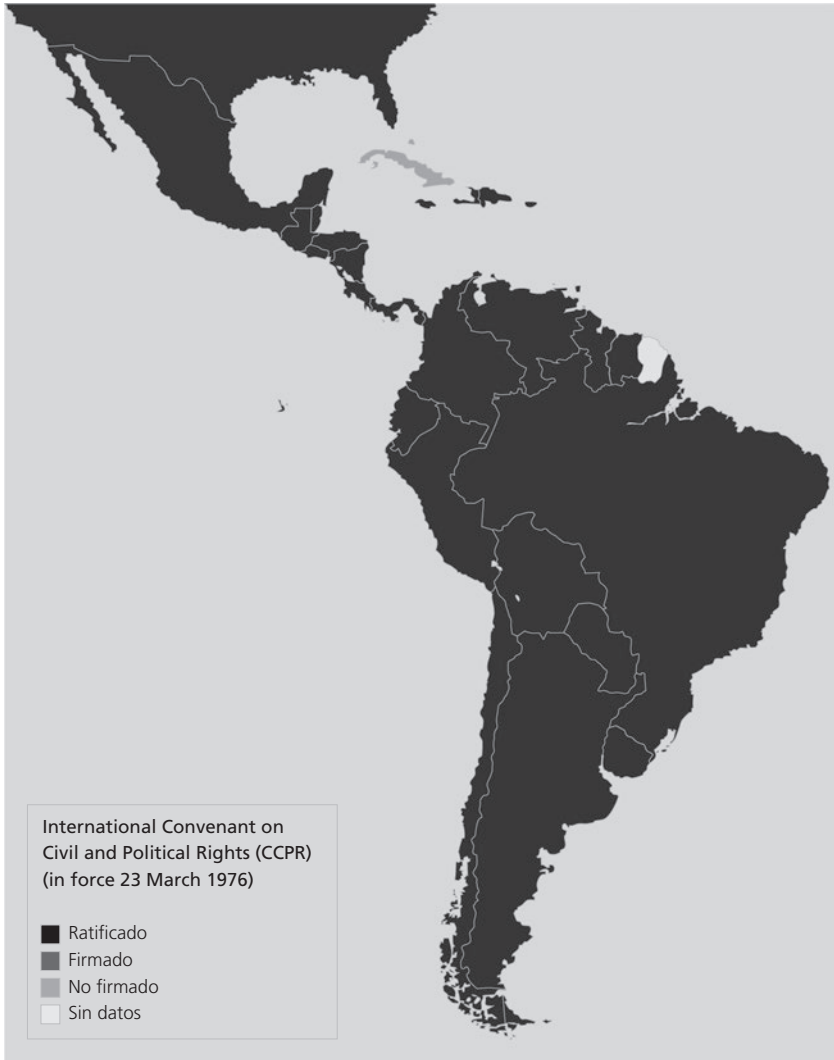 International Convenant on
Civil and Political Rights (CCPR)
(in force 23 March 1976)
Ratificado
Firmado
No firmado
Sin datos